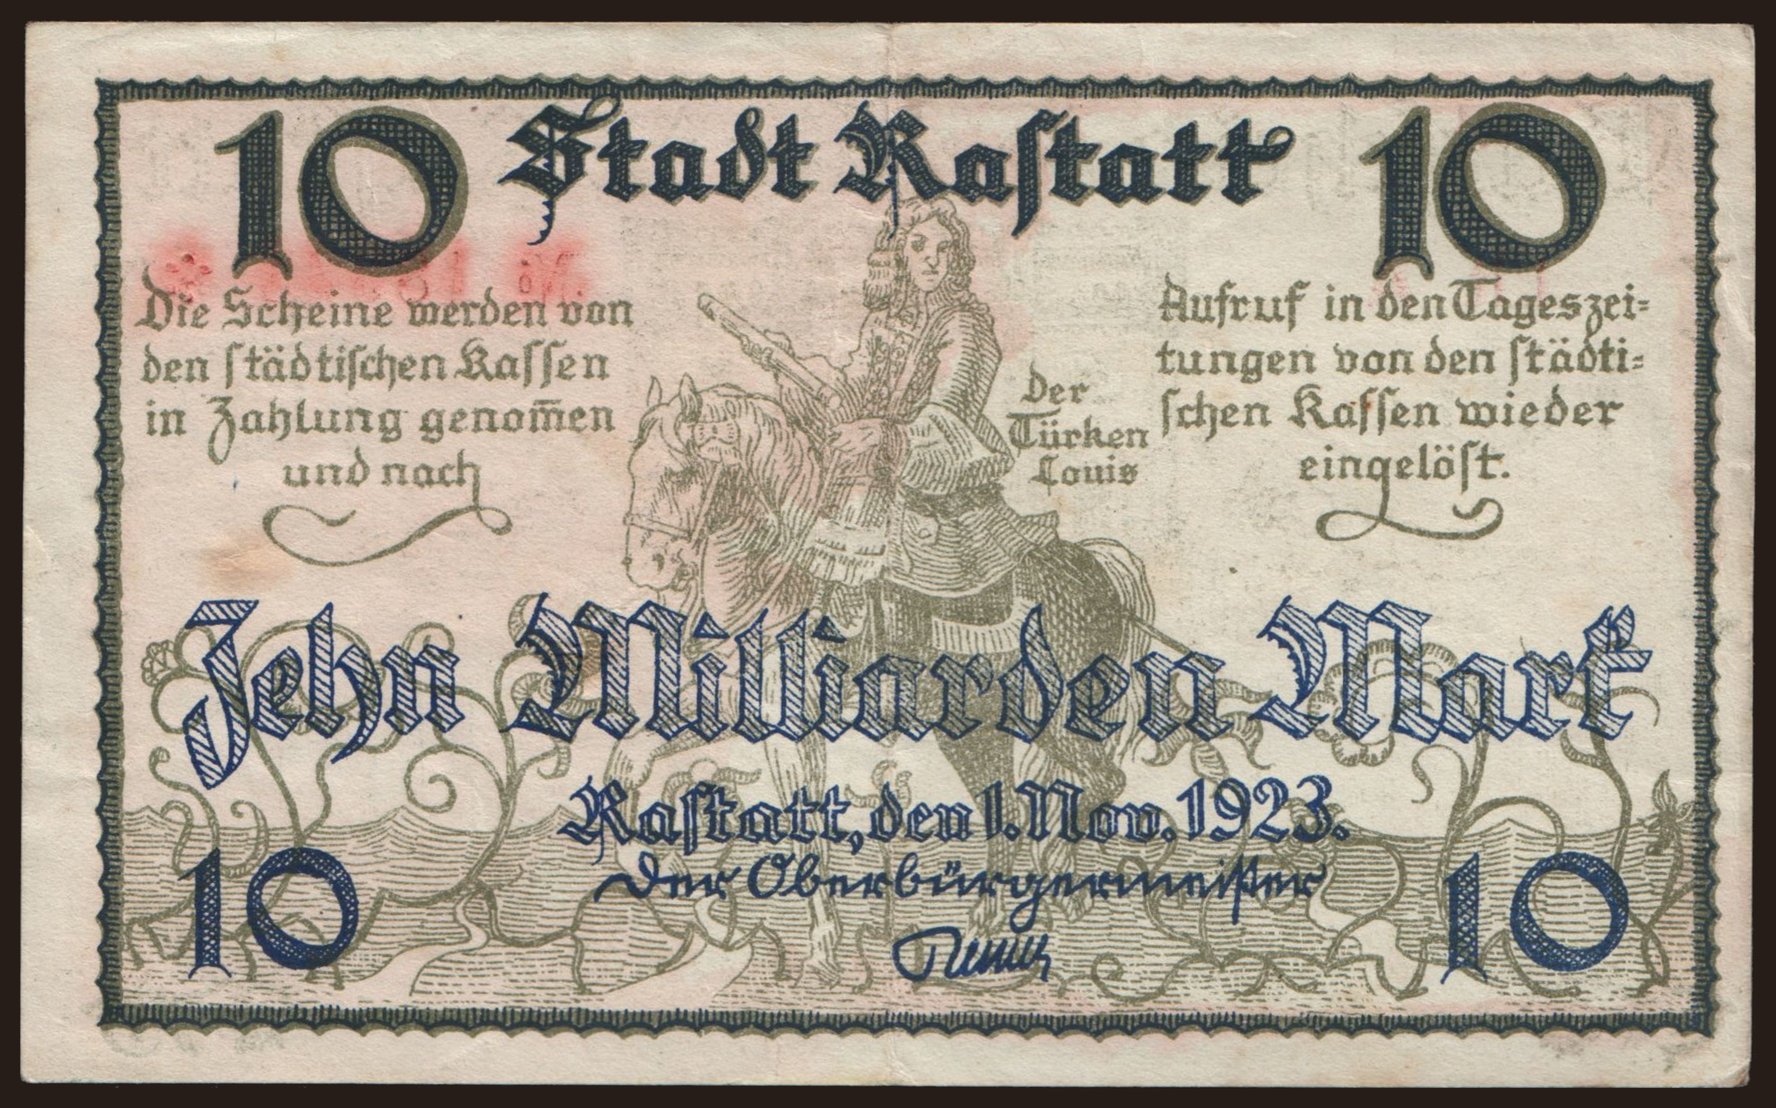 10 Stadt Rastatt 10
Die Scheine werden von
den städtischen Kassen
in Zahlung genom̄en
und nach
Der
Türken
Louis
Aufruf in den Tageszei-
tungen von den städti-
schen Kassen wieder
eingelöst.
Zehn Milliarden Mark
Rastatt, den 1. Nov. 1923.
Der Oberbürgermeister
10 10